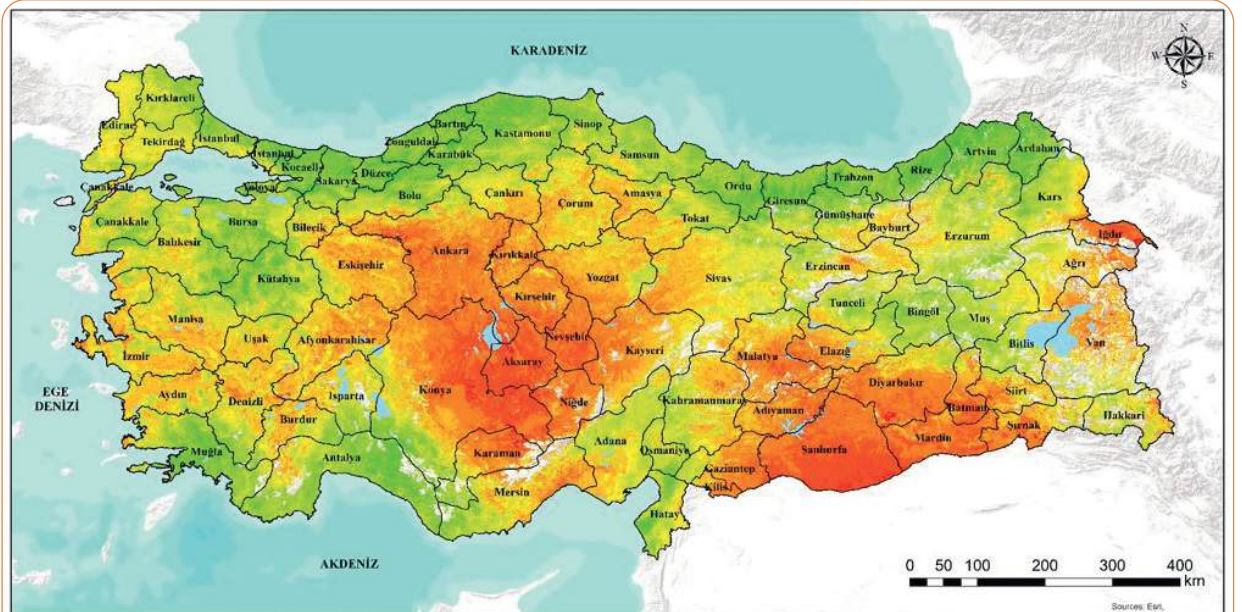 KARADENİZ
N
W E
S
Kırklareli
Edirne
Tekirdağ
İstanbul
İstanbul
Kocaeli
Yalova
Sakarya
Düzce
Zonguldak
Bartın
Karabük
Kastamonu
Sinop
Samsun
Bolu
Çankırı
Çorum
Amasya
Tokat
Ordu
Giresun
Trabzon
Rize
Artvin
Ardahan
Kars
Gümüşhane
Bayburt
Erzurum
Iğdır
Ağrı
Çanakkale
Çanakkale
Balıkesir
Bursa
Bilecik
Eskişehir
Ankara
Kırıkkale
Yozgat
Sivas
Erzincan
Tunceli
Bingöl
Muş
Bitlis
Van
Kütahya
Manisa
Uşak
Afyonkarahisar
Kırşehir
Nevşehir
Kayseri
Aksaray
Malatya
Elazığ
Diyarbakır
Batman
Siirt
Şırnak
Hakkari
İzmir
EGE
DENİZİ
Aydın
Denizli
Burdur
Isparta
Konya
Niğde
Kahramanmaraş
Adıyaman
Şanlıurfa
Mardin
Muğla
Antalya
Karaman
Mersin
Adana
Osmaniye
Gaziantep
Kilis
Hatay
AKDENİZ
0 50 100 200 300 400
km
Sources: Esri,